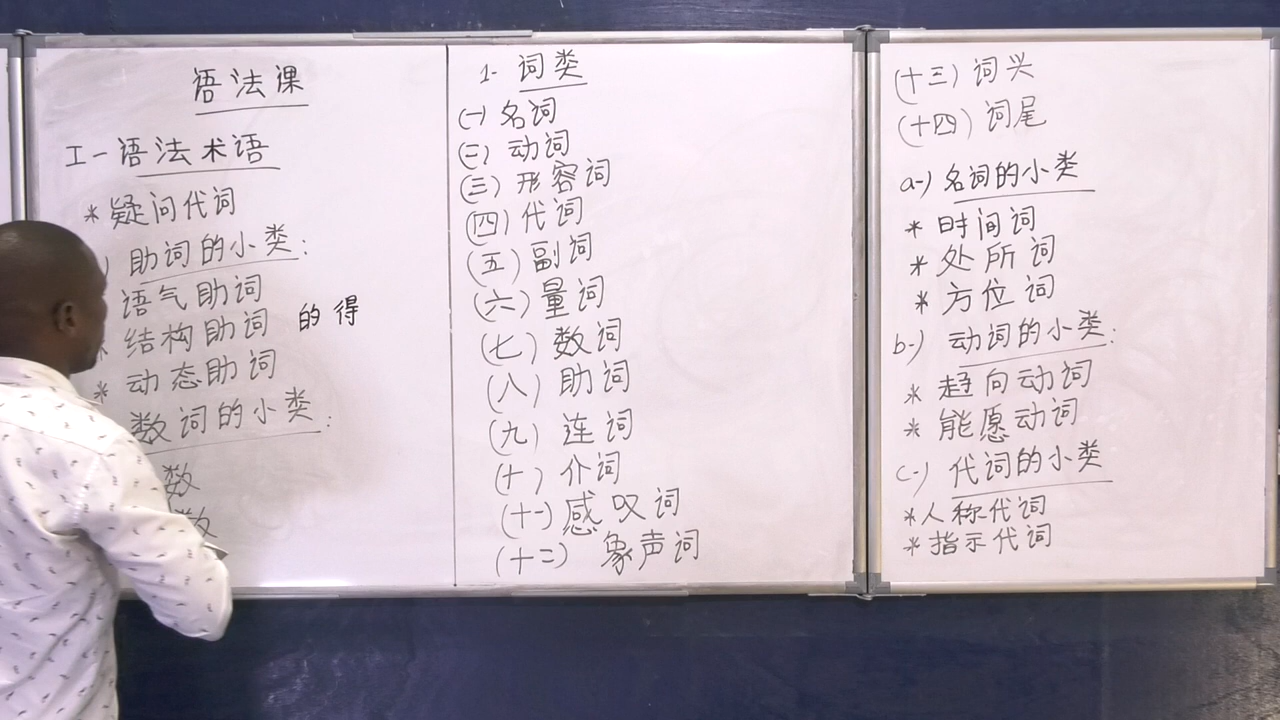 语法课
I-语法术语
* 疑问代词
) 助词的小类:
语气助词
* 结构助词 的 得
* 动态助词
数词的小类:
数
数
1- 词类
(一) 名词
(二) 动词
(三) 形容词
(四) 代词
(五) 副词
(六) 量词
(七) 数词
(八) 助词
(九) 连词
(十) 介词
(十一) 感叹词
(十二) 象声词
(十三) 词兴
(十四) 词尾
a-) 名词的小类
* 时间词
* 处所词
* 方位词
b-) 动词的小类:
* 趋向动词
* 能愿动词
c-) 代词的小类
* 人称代词
* 指示代词